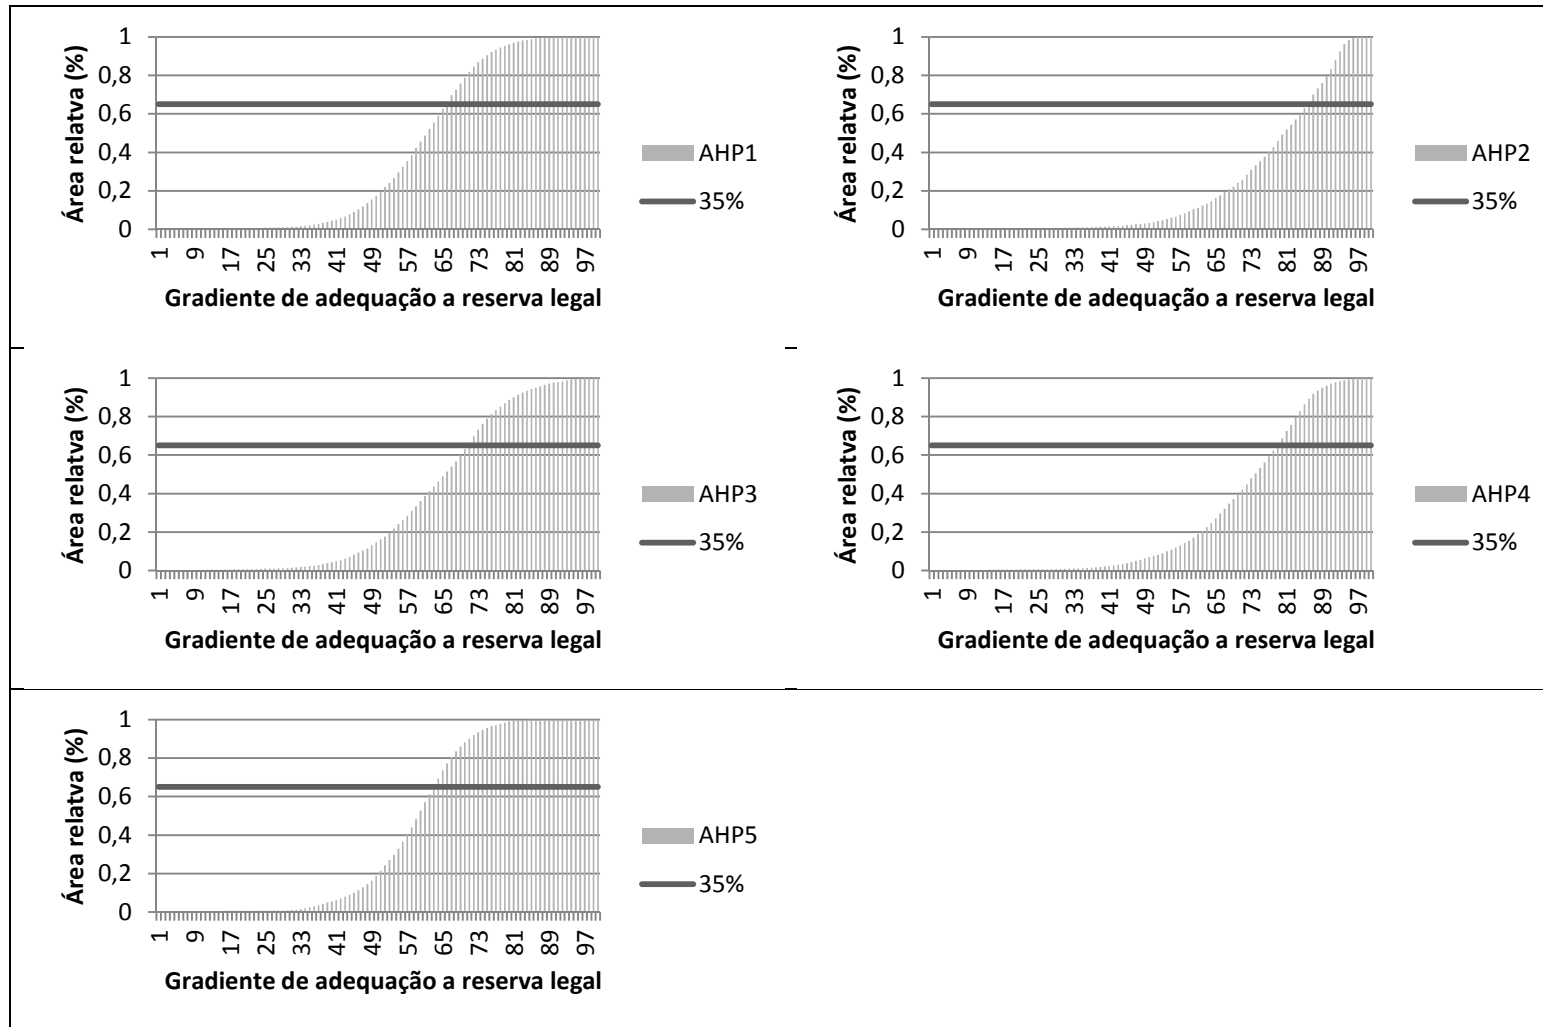 1
0,8
0,6
0,4
0,2
0
Área relatva (%)
1 9 17 25 33 41 49 57 65 73 81 89 97
Gradiente de adequação a reserva legal
AHP1
35%
1
0,8
0,6
0,4
0,2
0
Área relatva (%)
1 9 17 25 33 41 49 57 65 73 81 89 97
Gradiente de adequação a reserva legal
AHP2
35%
1
0,8
0,6
0,4
0,2
0
Área relatva (%)
1 9 17 25 33 41 49 57 65 73 81 89 97
Gradiente de adequação a reserva legal
AHP3
35%
1
0,8
0,6
0,4
0,2
0
Área relatva (%)
1 9 17 25 33 41 49 57 65 73 81 89 97
Gradiente de adequação a reserva legal
AHP4
35%
1
0,8
0,6
0,4
0,2
0
Área relatva (%)
1 9 17 25 33 41 49 57 65 73 81 89 97
Gradiente de adequação a reserva legal
AHP5
35%